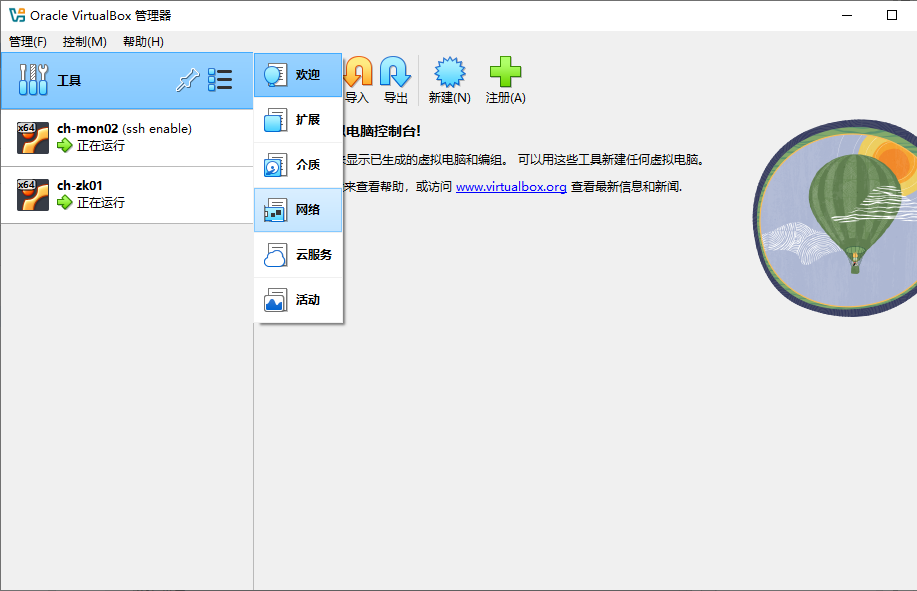 Oracle VirtualBox 管理器
管理(F) 控制(M) 帮助(H)
工具
欢迎
导入 导出 新建(N) 注册(A)
x64 ch-mon02 (ssh enable)
正在运行
扩展
拟电脑控制台!
显示已生成的虚拟电脑和编组。 可以用这些工具新建任何虚拟电脑。
介质
来查看帮助，或访问 www.virtualbox.org 查看最新信息和新闻.
x64 ch-zk01
正在运行
网络
云服务
活动